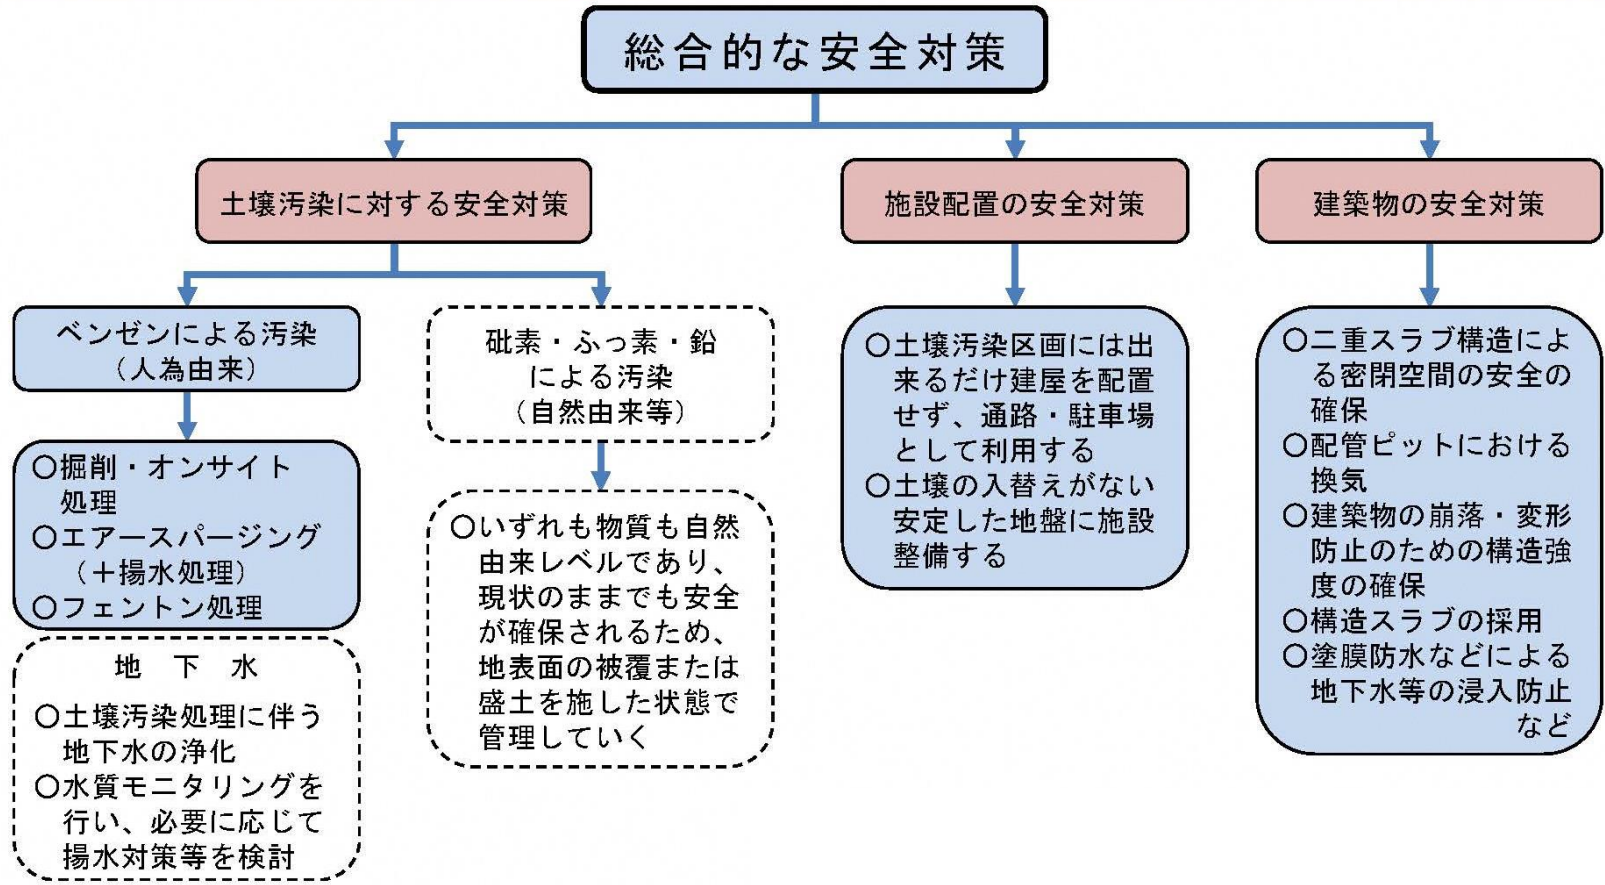 総合的な安全対策
土壌汚染に対する安全対策
施設配置の安全対策
建築物の安全対策
ベンゼンによる汚染
（人為由来）
○掘削・オンサイト
処理
○エアースパージング
（＋揚水処理）
○フェントン処理
地下水
○土壌汚染処理に伴う
地下水の浄化
○水質モニタリングを
行い、必要に応じて
揚水対策等を検討
砒素・ふっ素・鉛
による汚染
（自然由来等）
○いずれも物質も自然
由来レベルであり、
現状のままでも安全
が確保されるため、
地表面の被覆または
盛土を施した状態で
管理していく
○土壌汚染区画には出
来るだけ建屋を配置
せず、通路・駐車場
として利用する
○土壌の入替えがない
安定した地盤に施設
整備する
○二重スラブ構造によ
る密閉空間の安全の
確保
○配管ピットにおける
換気
○建築物の崩落・変形
防止のための構造強
度の確保
○構造スラブの採用
○塗膜防水などによる
地下水等の浸入防止
など